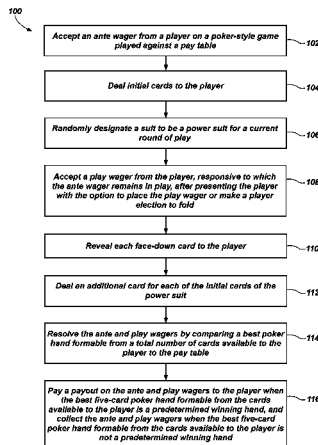 100
Accept an ante wager from a player on a poker-style game
played against a pay table
102
Deal initial cards to the player
104
Randomly designate a suit to be a power suit for a current
round of play
106
Accept a play wager from the player, responsive to which
the ante wager remains in play, after presenting the player
with the option to place the play wager or make a player
election to fold
108
Reveal each face-down card to the player
110
Deal an additional card for each of the initial cards of the
power suit
112
Resolve the ante and play wagers by comparing a best poker
hand formable from a total number of cards available to the
player to the pay table
114
Pay a payout on the ante and play wagers to the player when
the best five-card poker hand formable from the cards
available to the player is a predetermined winning hand, and
collect the ante and play wagers when the best five-card
poker hand formable from the cards available to the player is
not a predetermined winning hand
116